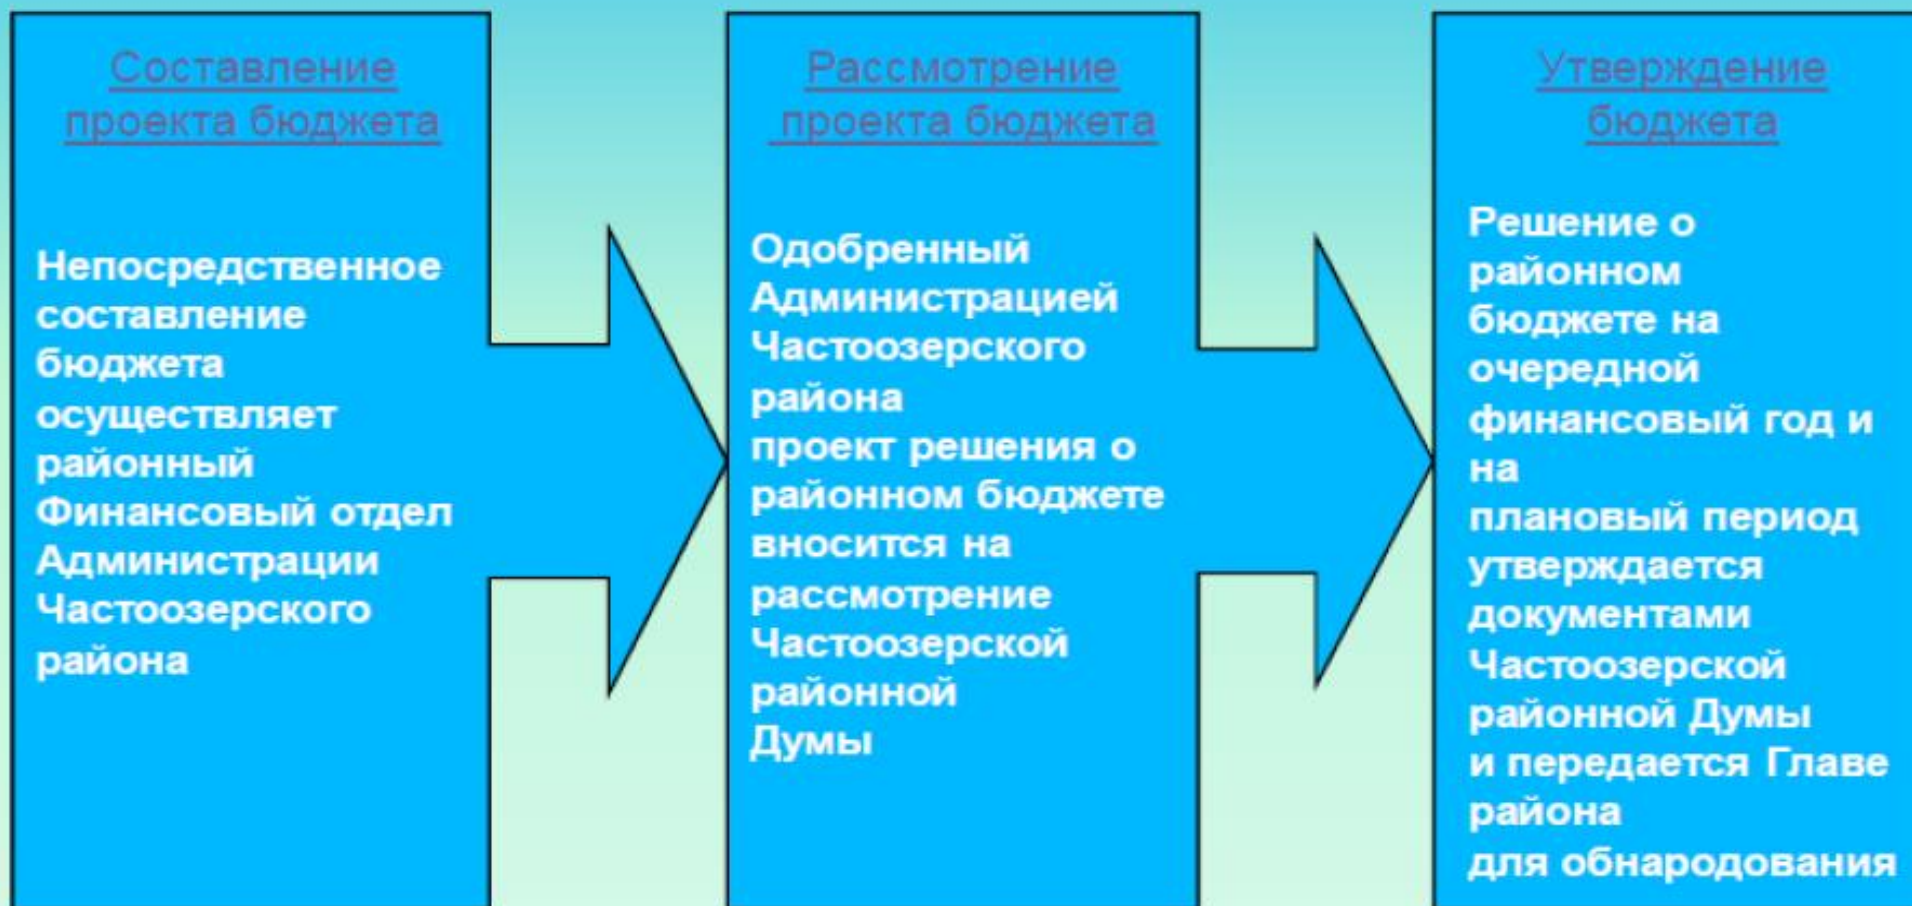 Составление
проекта бюджета
Непосредственное
составление
бюджета
осуществляет
районный
Финансовый отдел
Администрации
Частоозерского
района
Рассмотрение
проекта бюджета
Одобренный
Администрацией
Частоозерского
района
проект решения о
районном бюджете
вносится на
рассмотрение
Частоозерской
районной
Думы
Утверждение
бюджета
Решение о
районном
бюджете на
очередной
финансовый год и
на
плановый период
утверждается
документами
Частоозерской
районной Думы
и передается Главе
района
для обнародования